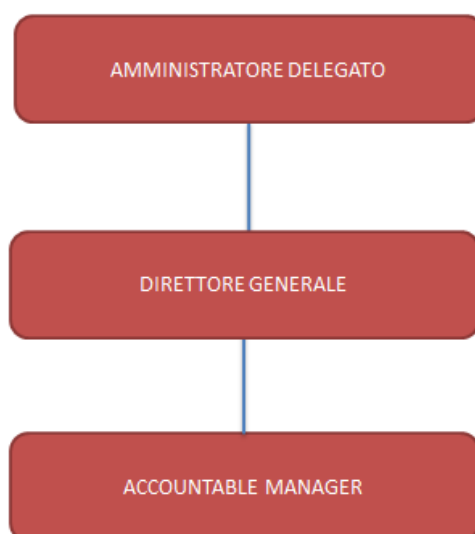 AMMINISTRATORE DELEGATO
DIRETTORE GENERALE
ACCOUNTABLE MANAGER